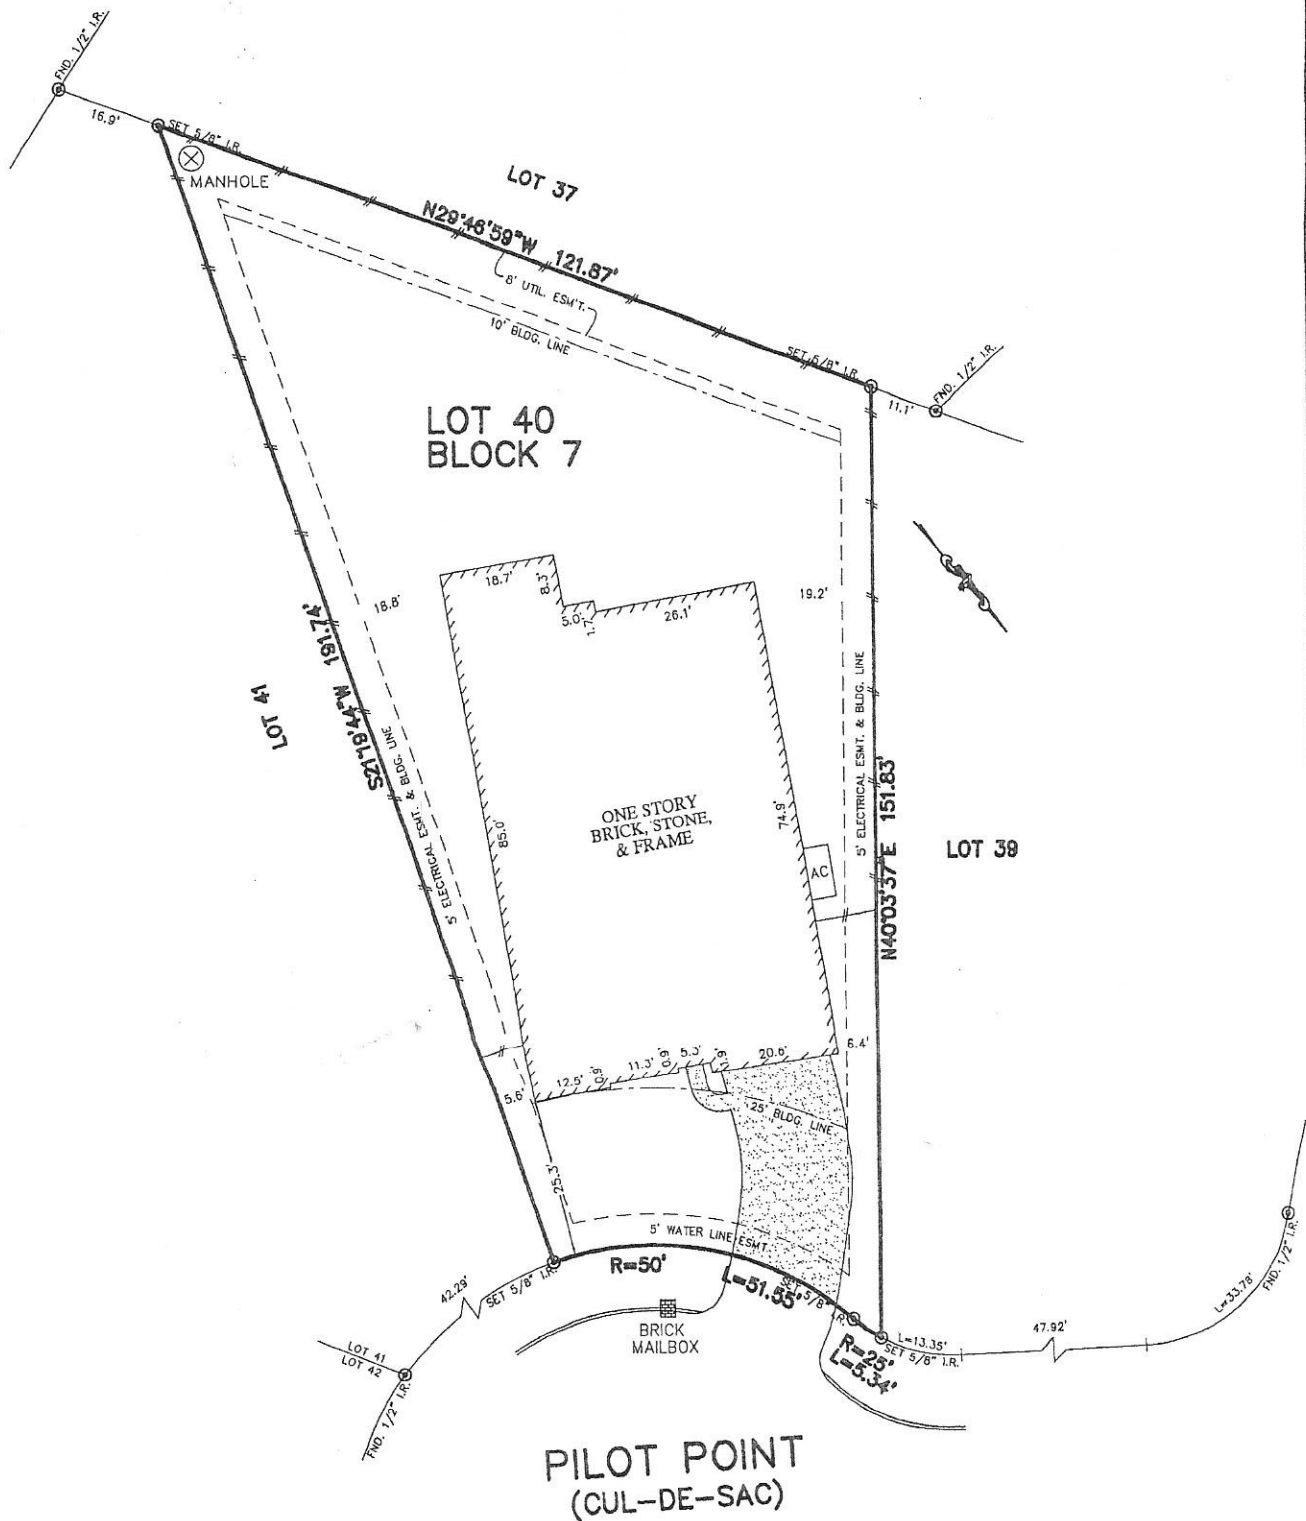 FND. 1/2" I.R.
16.9'
SET 5/8" I.R.
MANHOLE
LOT 37
N29°46'59"W 121.87'
8' UTIL. ESM'T.
10' BLDG. LINE
SET 5/8" I.R.
FND. 1/2" I.R.
11.1'
LOT 40
BLOCK 7
18.7'
8.3'
5.0'
1.7'
26.1'
19.2'
18.8'
LOT 41
S21°19'44"W 191.74'
5' ELECTRICAL ESMT. & BLDG. LINE
85.0'
ONE STORY
BRICK, STONE,
& FRAME
74.9'
AC
5' ELECTRICAL ESMT. & BLDG. LINE
N40°03'37"E 151.83'
LOT 39
12.5'
0.9'
11.3'
0.9'
5.3'
1.9'
20.6'
6.4'
5.6'
25' BLDG. LINE
25.3'
5' WATER LINE ESMT.
R=50'
L=51.55'
SET 5/8" I.R.
SET 5/8" I.R.
42.29'
BRICK
MAILBOX
LOT 41
LOT 42
FND. 1/2" I.R.
R=25'
L=5.34'
L=13.35'
SET 5/8" I.R.
47.92'
L=33.78'
FND. 1/2" I.R.
PILOT POINT
(CUL-DE-SAC)